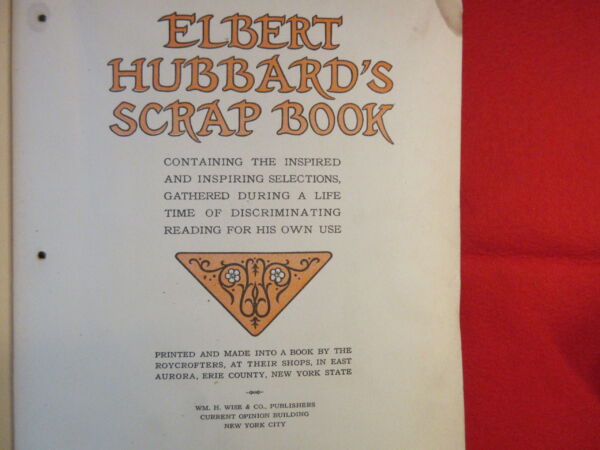 ELBERT
HUBBARD'S
SCRAP BOOK
CONTAINING THE INSPIRED
AND INSPIRING SELECTIONS,
GATHERED DURING A LIFE
TIME OF DISCRIMINATING
READING FOR HIS OWN USE
PRINTED AND MADE INTO A BOOK BY THE
ROYCROFTERS, AT THEIR SHOPS, IN EAST
AURORA, ERIE COUNTY, NEW YORK STATE
WM. H. WISE & CO., PUBLISHERS
CURRENT OPINION BUILDING
NEW YORK CITY